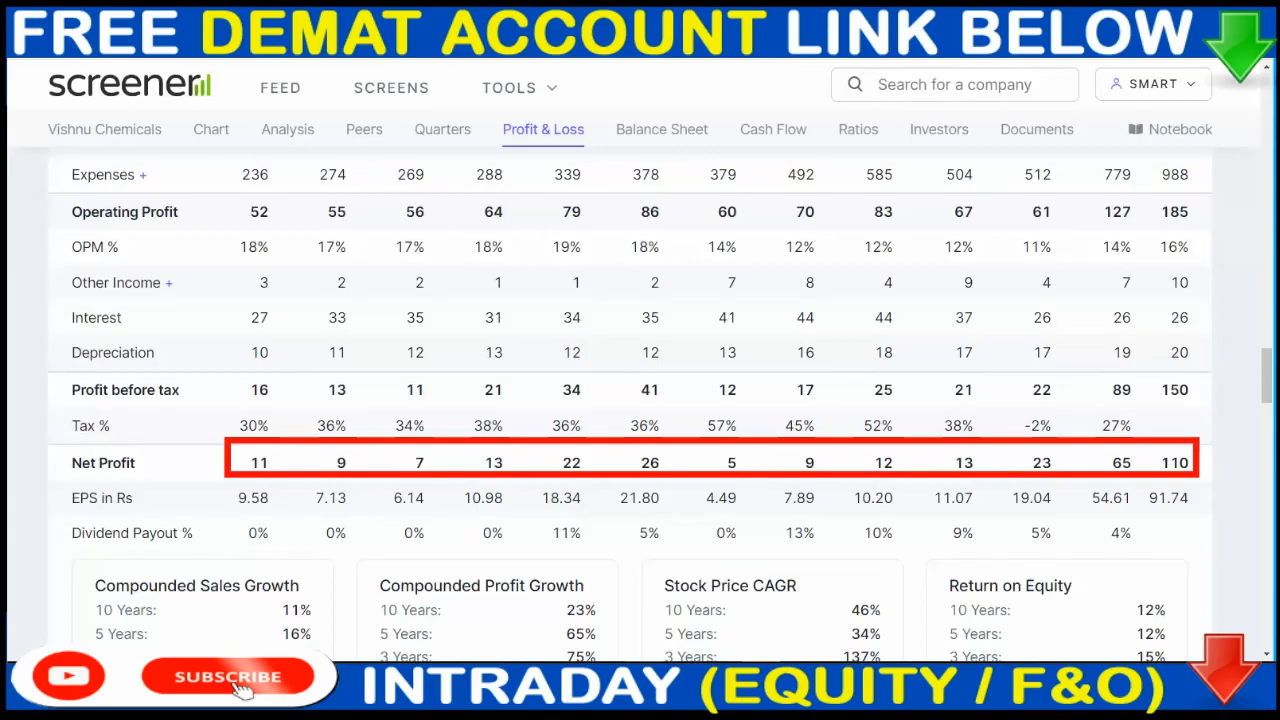 FREE DEMAT ACCOUNT LINK BELOW
screener FEED SCREENS TOOLS Search for a company SMART
Vishnu Chemicals Chart Analysis Peers Quarters Profit & Loss Balance Sheet Cash Flow Ratios Investors Documents Notebook
Expenses + 236 274 269 288 339 378 379 492 585 504 512 779 988
Operating Profit 52 55 56 64 79 86 60 70 83 67 61 127 185
OPM % 18% 17% 17% 18% 19% 18% 14% 12% 12% 12% 11% 14% 16%
Other Income + 3 2 2 1 1 2 7 8 4 9 4 7 10
Interest 27 33 35 31 34 35 41 44 44 37 26 26 26
Depreciation 10 11 12 13 12 12 13 16 18 17 17 19 20
Profit before tax 16 13 11 21 34 41 12 17 25 21 22 89 150
Tax % 30% 36% 34% 38% 36% 36% 57% 45% 52% 38% -2% 27%
Net Profit 11 9 7 13 22 26 5 9 12 13 23 65 110
EPS in Rs 9.58 7.13 6.14 10.98 18.34 21.80 4.49 7.89 10.20 11.07 19.04 54.61 91.74
Dividend Payout % 0% 0% 0% 0% 11% 5% 0% 13% 10% 9% 5% 4%
Compounded Sales Growth Compounded Profit Growth Stock Price CAGR Return on Equity
10 Years: 11% 10 Years: 23% 10 Years: 46% 10 Years: 12%
5 Years: 16% 5 Years: 65% 5 Years: 34% 5 Years: 12%
3 Years: 75% 3 Years: 137% 3 Years: 15%
SUBSCRIBE
INTRADAY (EQUITY / F&O)